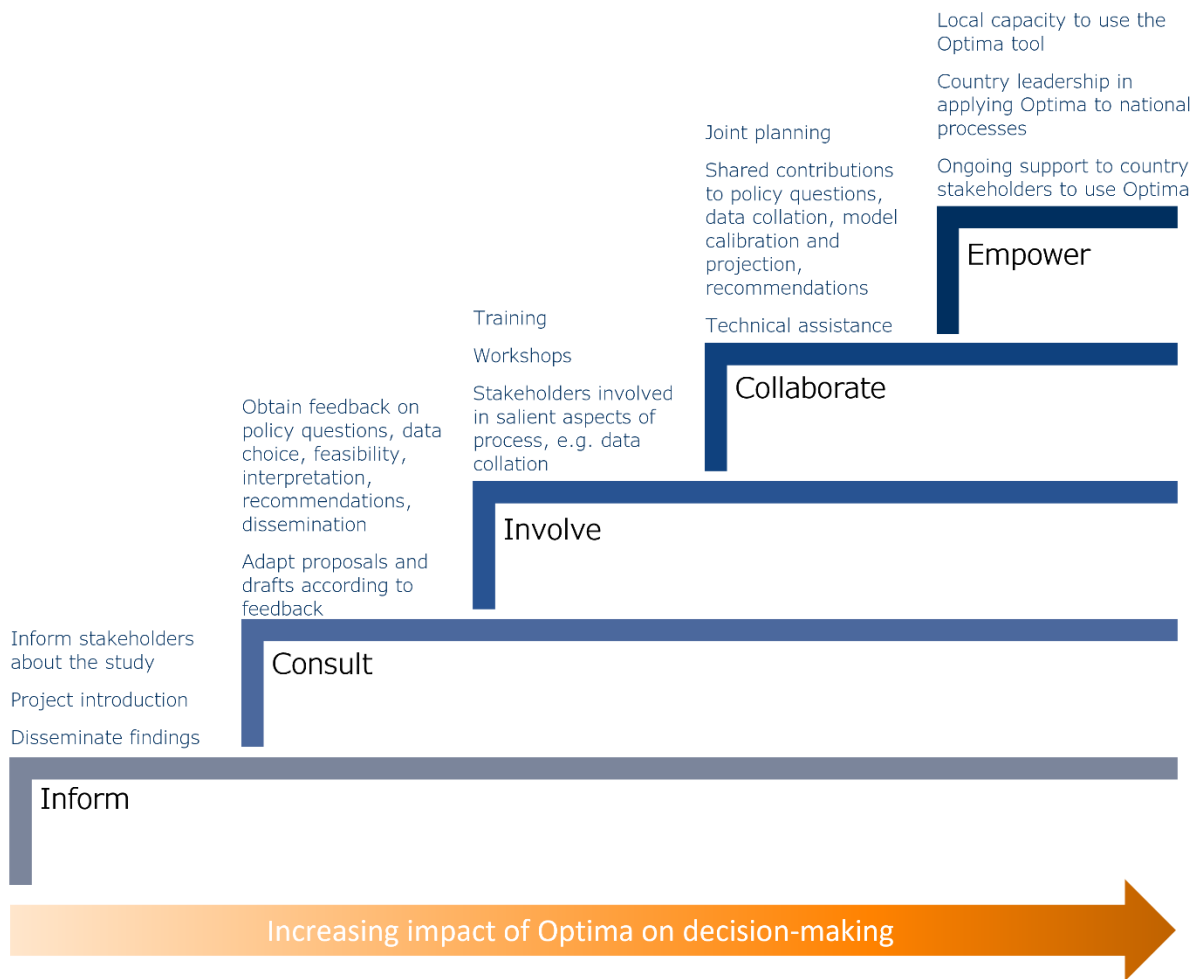 Local capacity to use the
Optima tool
Country leadership in
applying Optima to national
processes
Ongoing support to country
stakeholders to use Optima
Empower
Joint planning
Shared contributions
to policy questions,
data collation, model
calibration and
projection,
recommendations
Technical assistance
Collaborate
Training
Workshops
Stakeholders involved
in salient aspects of
process, e.g. data
collation
Involve
Obtain feedback on
policy questions, data
choice, feasibility,
interpretation,
recommendations,
dissemination
Adapt proposals and
drafts according to
feedback
Consult
Inform stakeholders
about the study
Project introduction
Disseminate findings
Inform
Increasing impact of Optima on decision-making